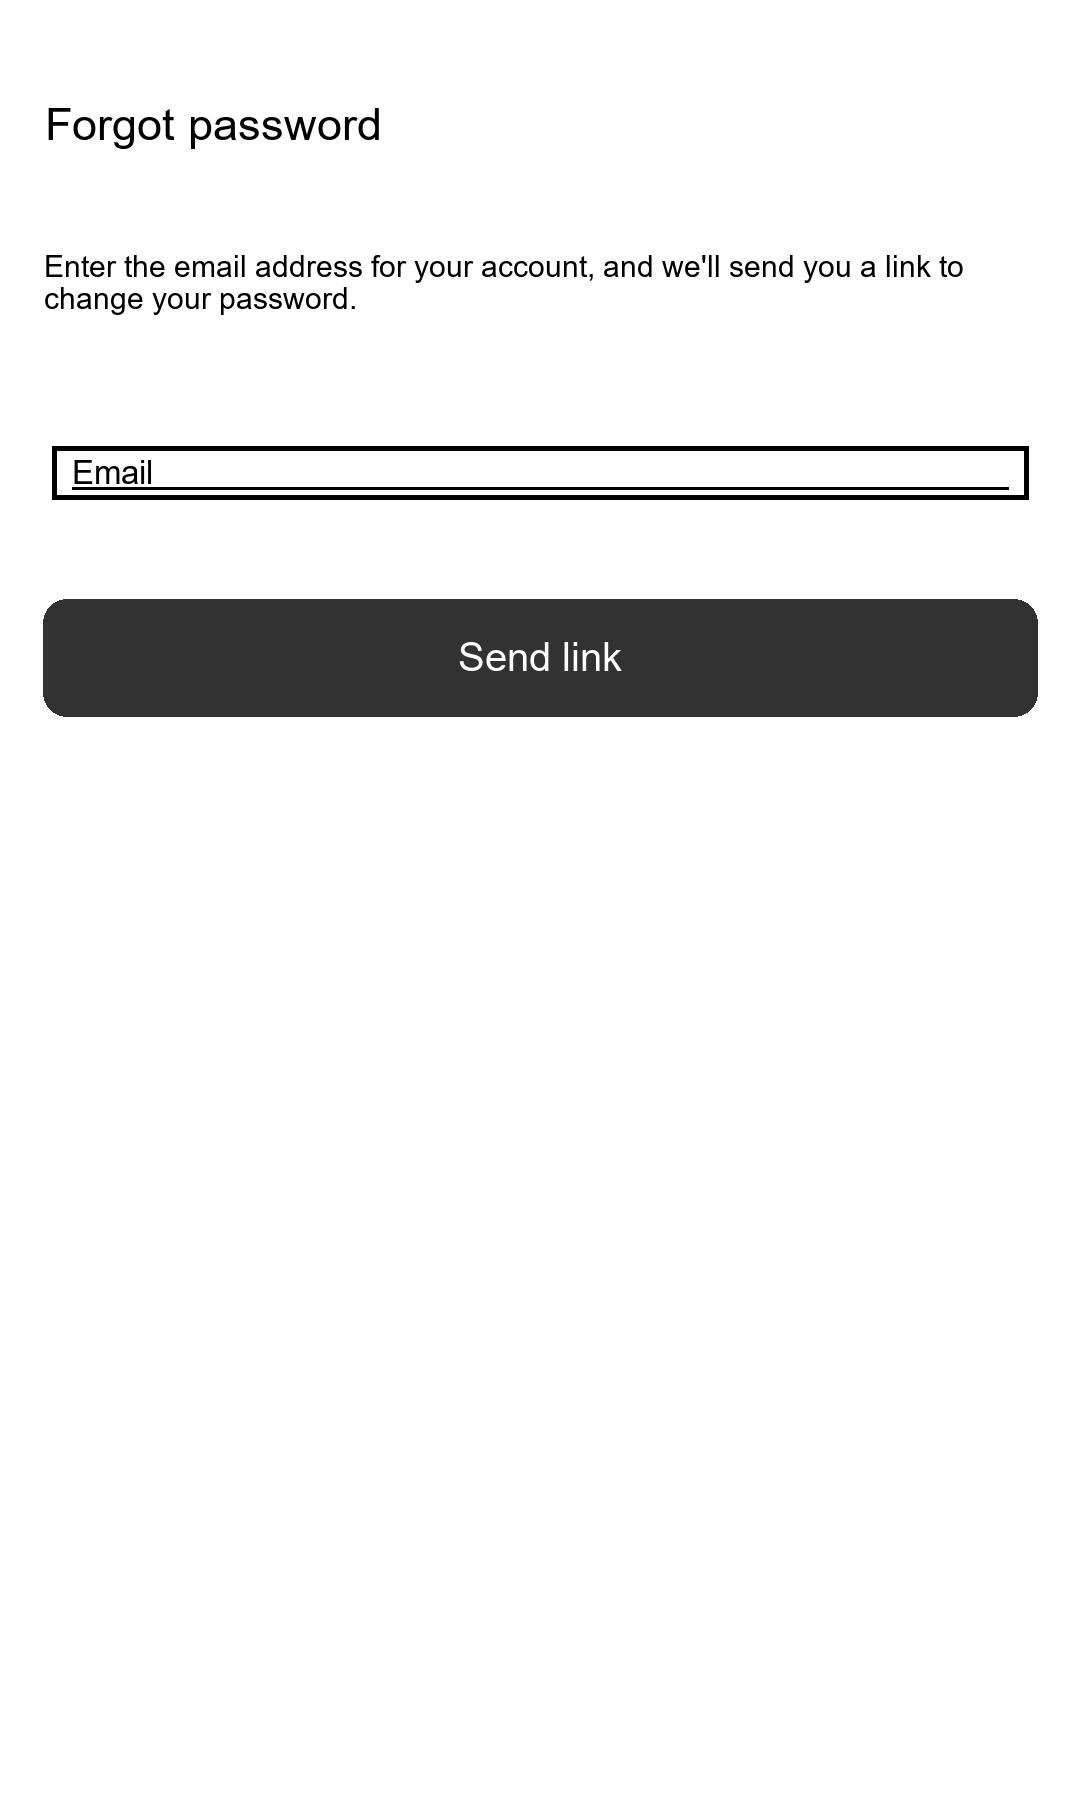 Forgot password
Enter the email address for your account, and we'll send you a link to
change your password.
Email
Send link